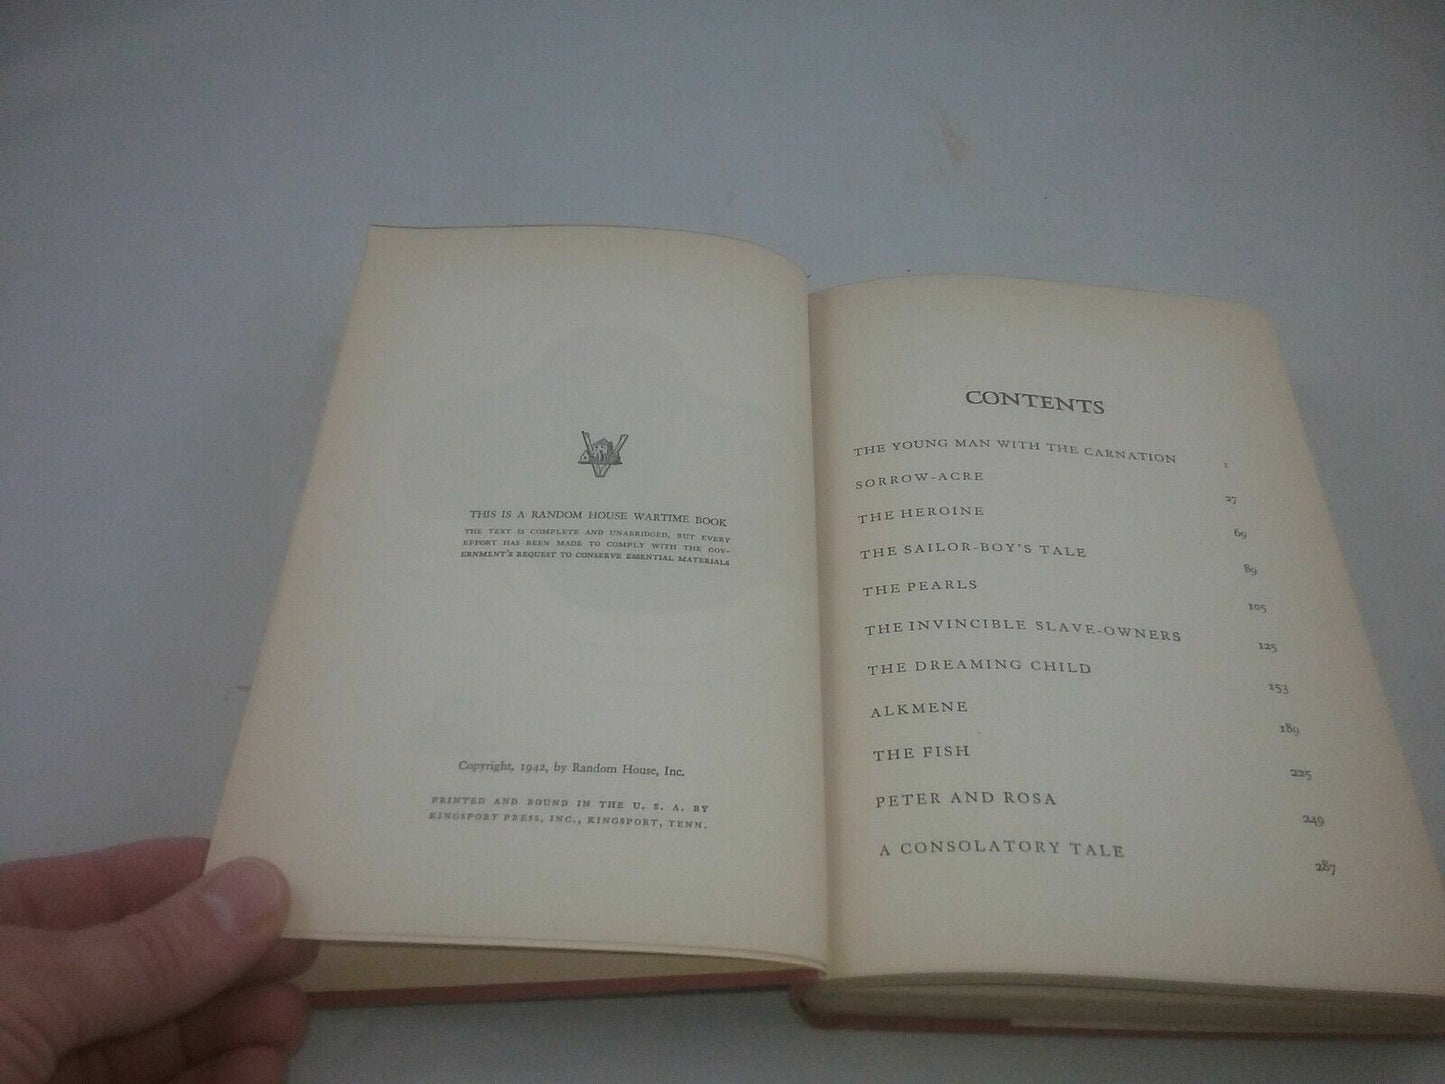 THIS IS A RANDOM HOUSE WARTIME BOOK
THE TEXT IS COMPLETE AND UNABRIDGED, BUT EVERY
EFFORT HAS BEEN MADE TO COMPLY WITH THE GOV-
ERNMENT'S REQUEST TO CONSERVE ESSENTIAL MATERIALS
Copyright, 1942, by Random House, Inc.
PRINTED AND BOUND IN THE U. S. A. BY
KINGSPORT PRESS, INC., KINGSPORT, TENN.
CONTENTS
THE YOUNG MAN WITH THE CARNATION 1
SORROW-ACRE 27
THE HEROINE 69
THE SAILOR-BOY'S TALE 89
THE PEARLS 105
THE INVINCIBLE SLAVE-OWNERS 125
THE DREAMING CHILD 153
ALKMENE 189
THE FISH 225
PETER AND ROSA 249
A CONSOLATORY TALE 287